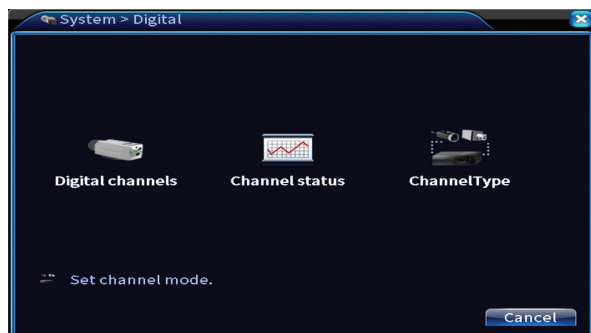 System > Digital
Digital channels Channel status ChannelType
Set channel mode.
Cancel